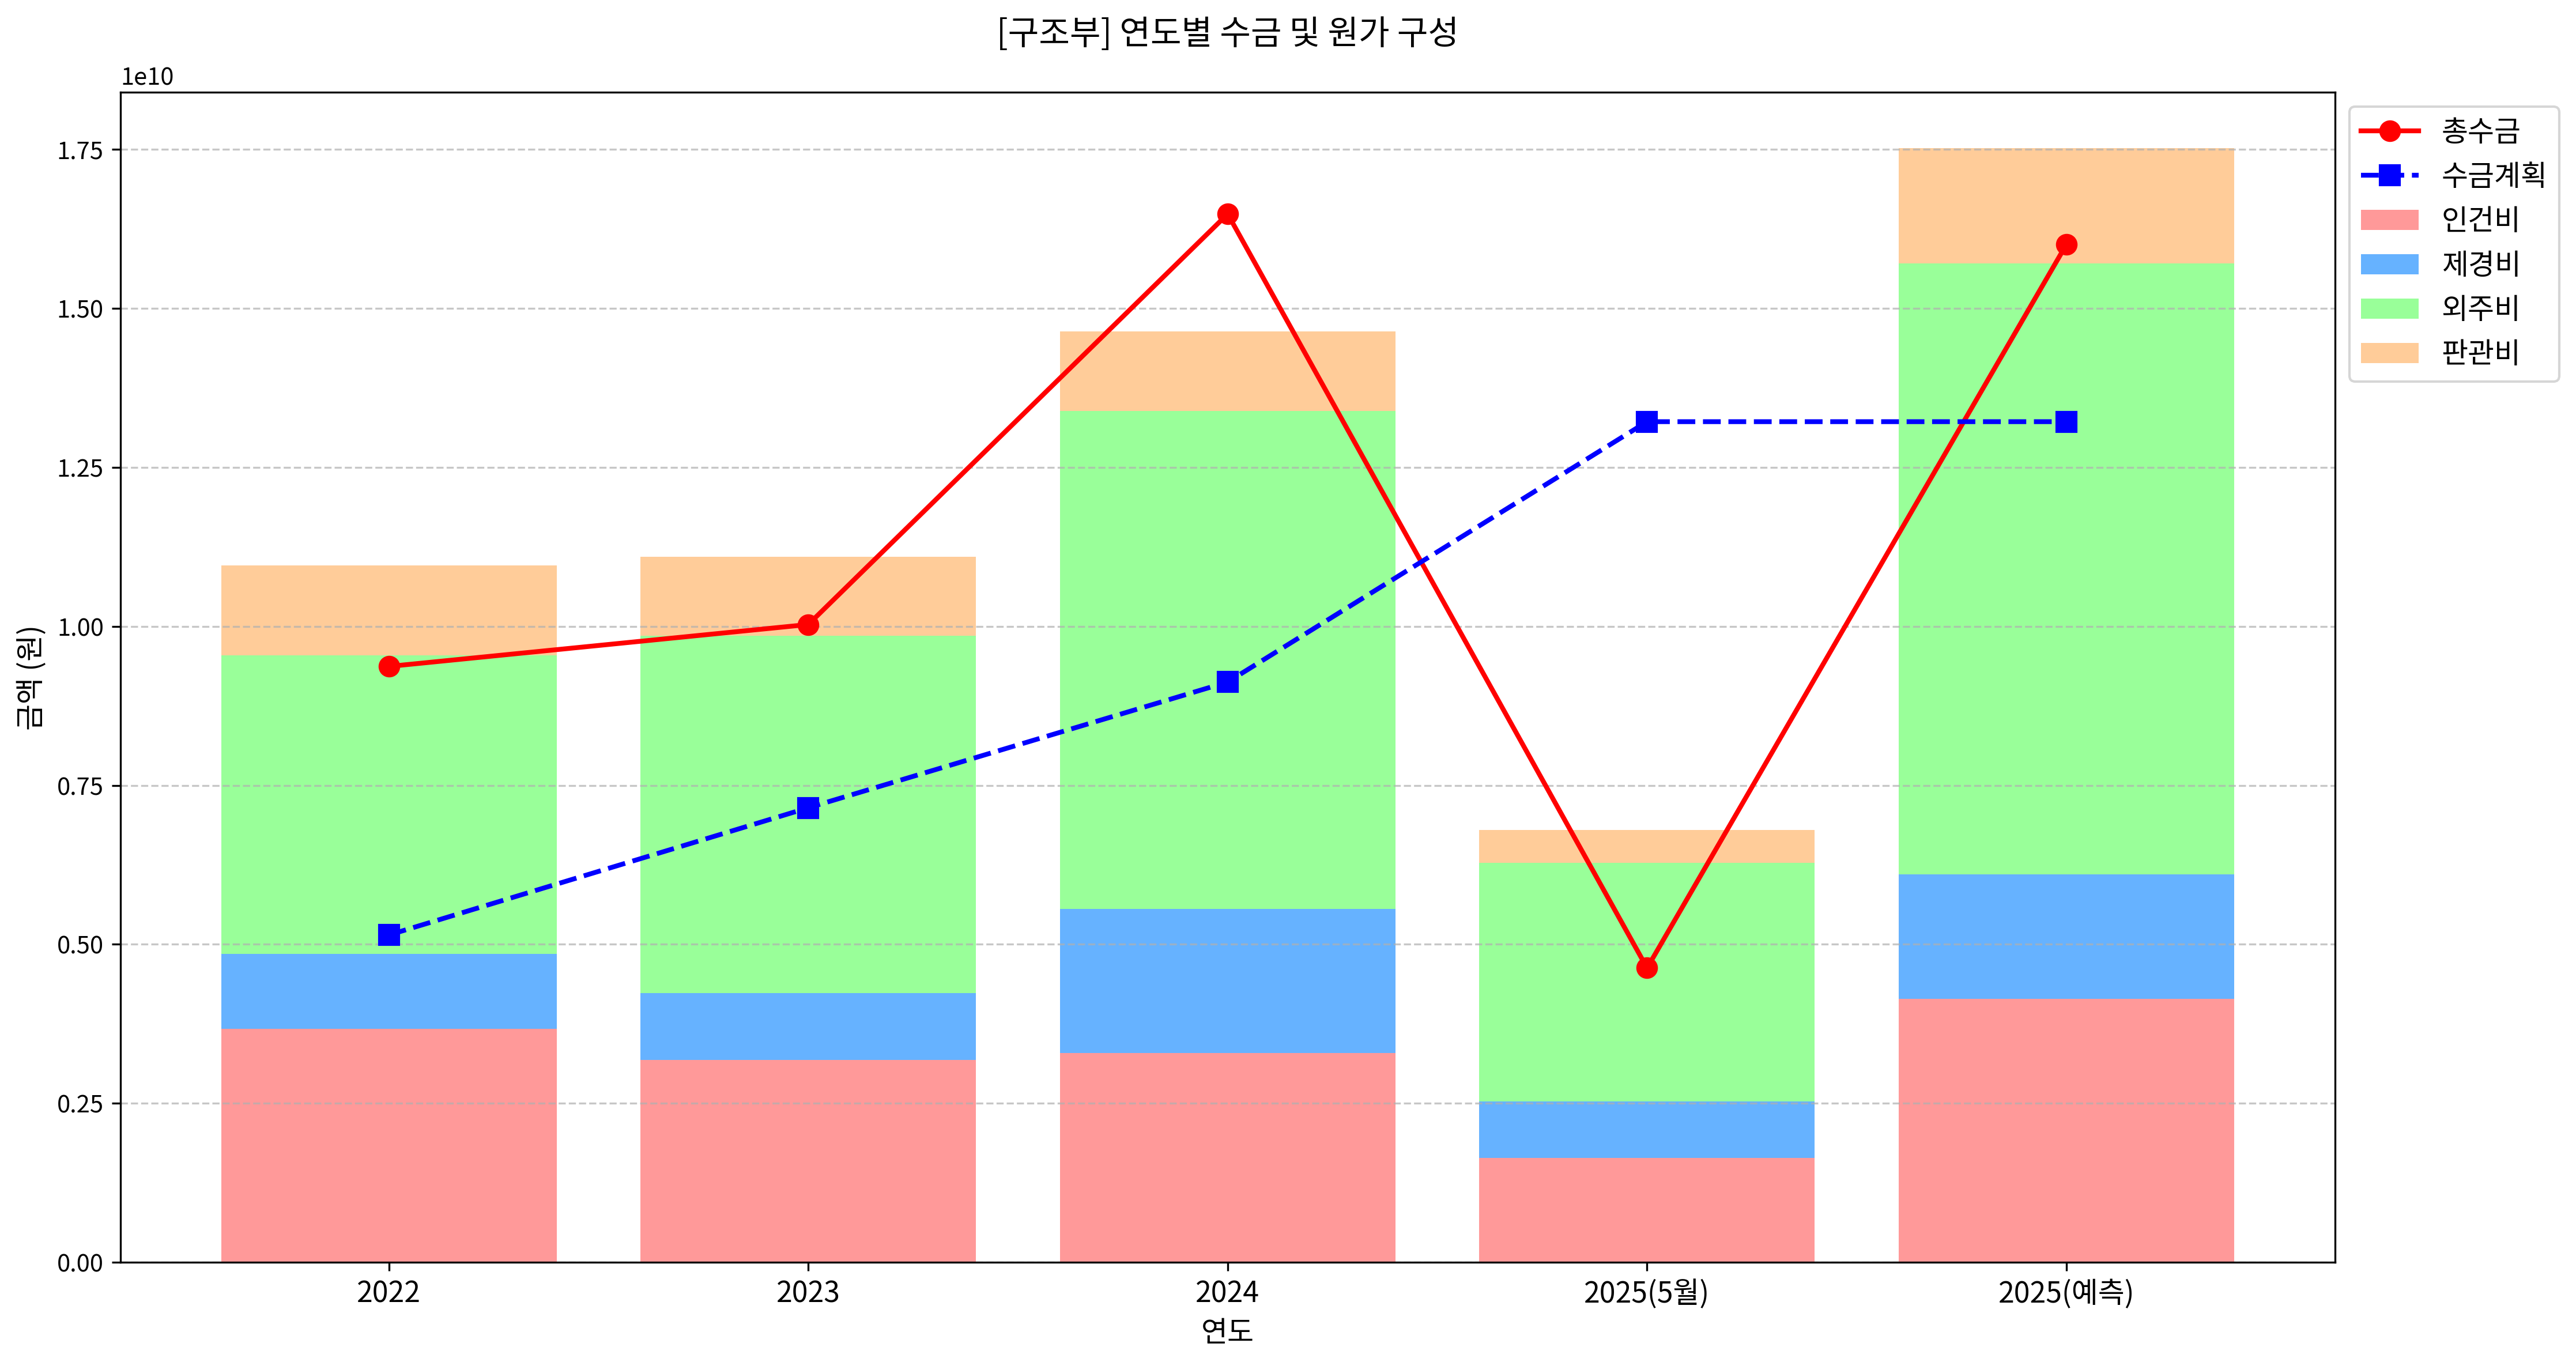 [구조부] 연도별 수금 및 원가 구성
1e10
1.75
1.50
1.25
1.00
0.75
0.50
0.25
0.00
금액 (원)
2022
2023
2024
2025(5월)
2025(예측)
연도
총수금
수금계획
인건비
제경비
외주비
판관비